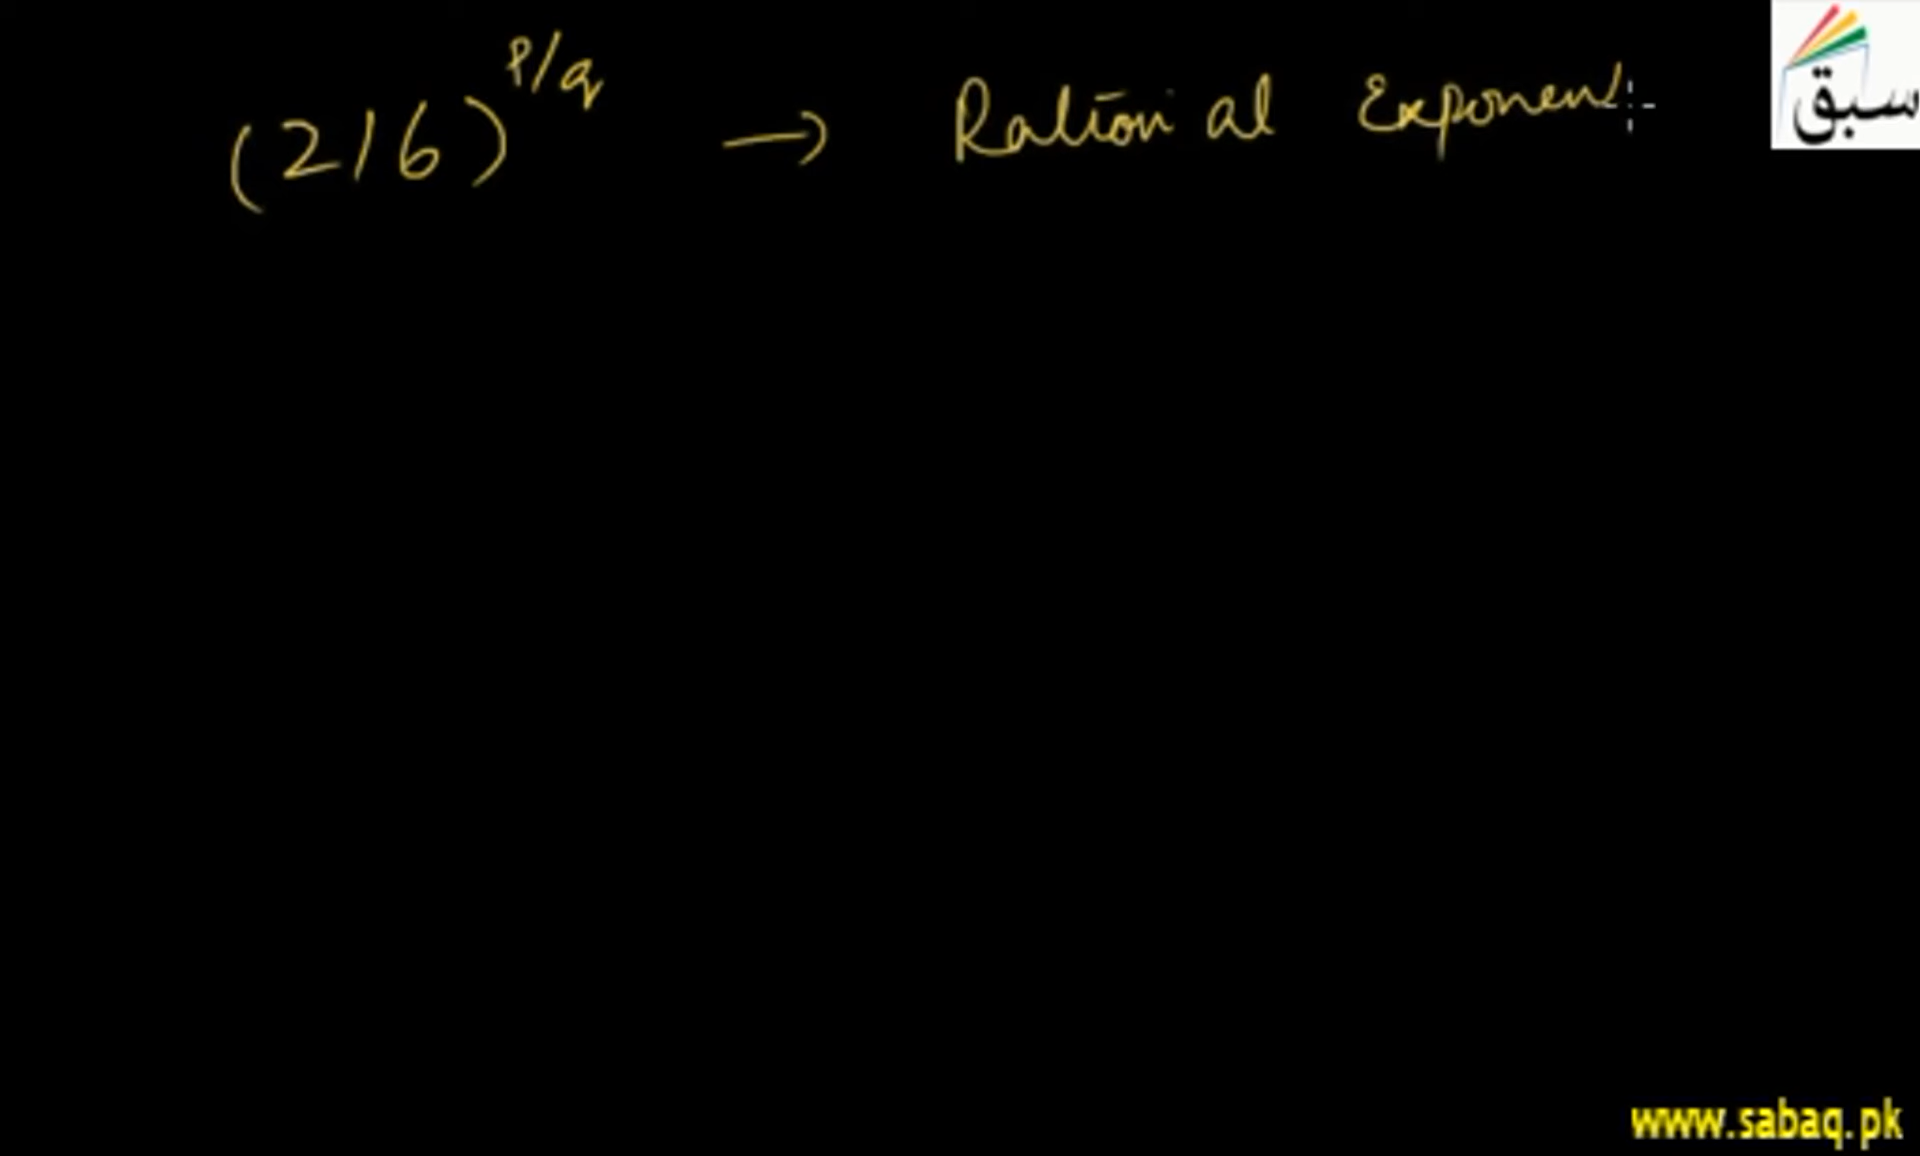 (216)^p/q → Rational Exponent
سبق
www.sabaq.pk